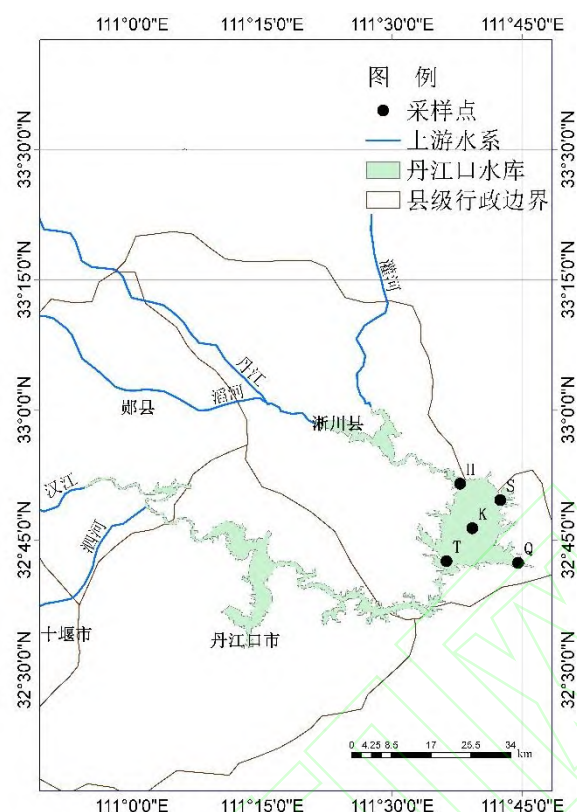 111°0'0"E 111°15'0"E 111°30'0"E 111°45'0"E
图 例
采样点
上游水系
丹江口水库
县级行政边界
33°30'0"N
33°30'0"N
33°15'0"N
33°15'0"N
灌河
丹江
滔河
郧县
淅川县
33°0'0"N
33°0'0"N
汉江
泗河
H
S
K
T
Q
32°45'0"N
32°45'0"N
十堰市
丹江口市
32°30'0"N
32°30'0"N
0 4.25 8.5 17 25.5 34
km
111°0'0"E 111°15'0"E 111°30'0"E 111°45'0"E